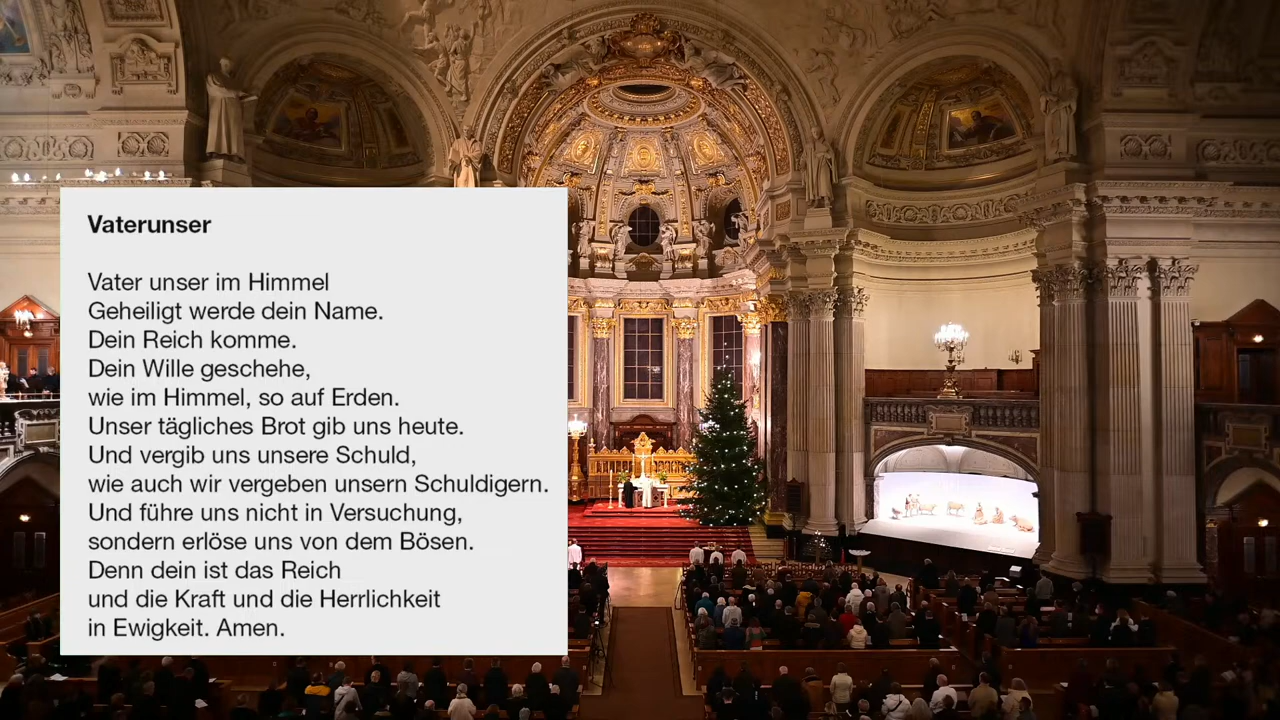 Vaterunser
Vater unser im Himmel
Geheiligt werde dein Name.
Dein Reich komme.
Dein Wille geschehe,
wie im Himmel, so auf Erden.
Unser tägliches Brot gib uns heute.
Und vergib uns unsere Schuld,
wie auch wir vergeben unsern Schuldigern.
Und führe uns nicht in Versuchung,
sondern erlöse uns von dem Bösen.
Denn dein ist das Reich
und die Kraft und die Herrlichkeit
in Ewigkeit. Amen.